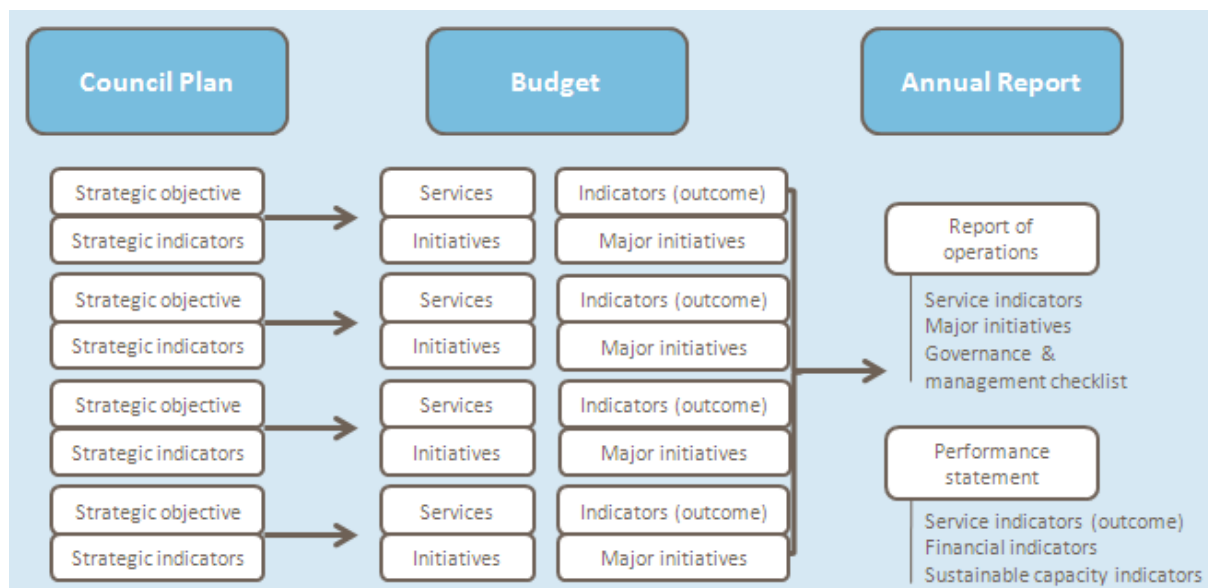 Council Plan
Budget
Annual Report
Strategic objective
Strategic indicators
Services
Initiatives
Indicators (outcome)
Major initiatives
Strategic objective
Strategic indicators
Services
Initiatives
Indicators (outcome)
Major initiatives
Strategic objective
Strategic indicators
Services
Initiatives
Indicators (outcome)
Major initiatives
Strategic objective
Strategic indicators
Services
Initiatives
Indicators (outcome)
Major initiatives
Report of
operations
Service indicators
Major initiatives
Governance &
management checklist
Performance
statement
Service indicators (outcome)
Financial indicators
Sustainable capacity indicators